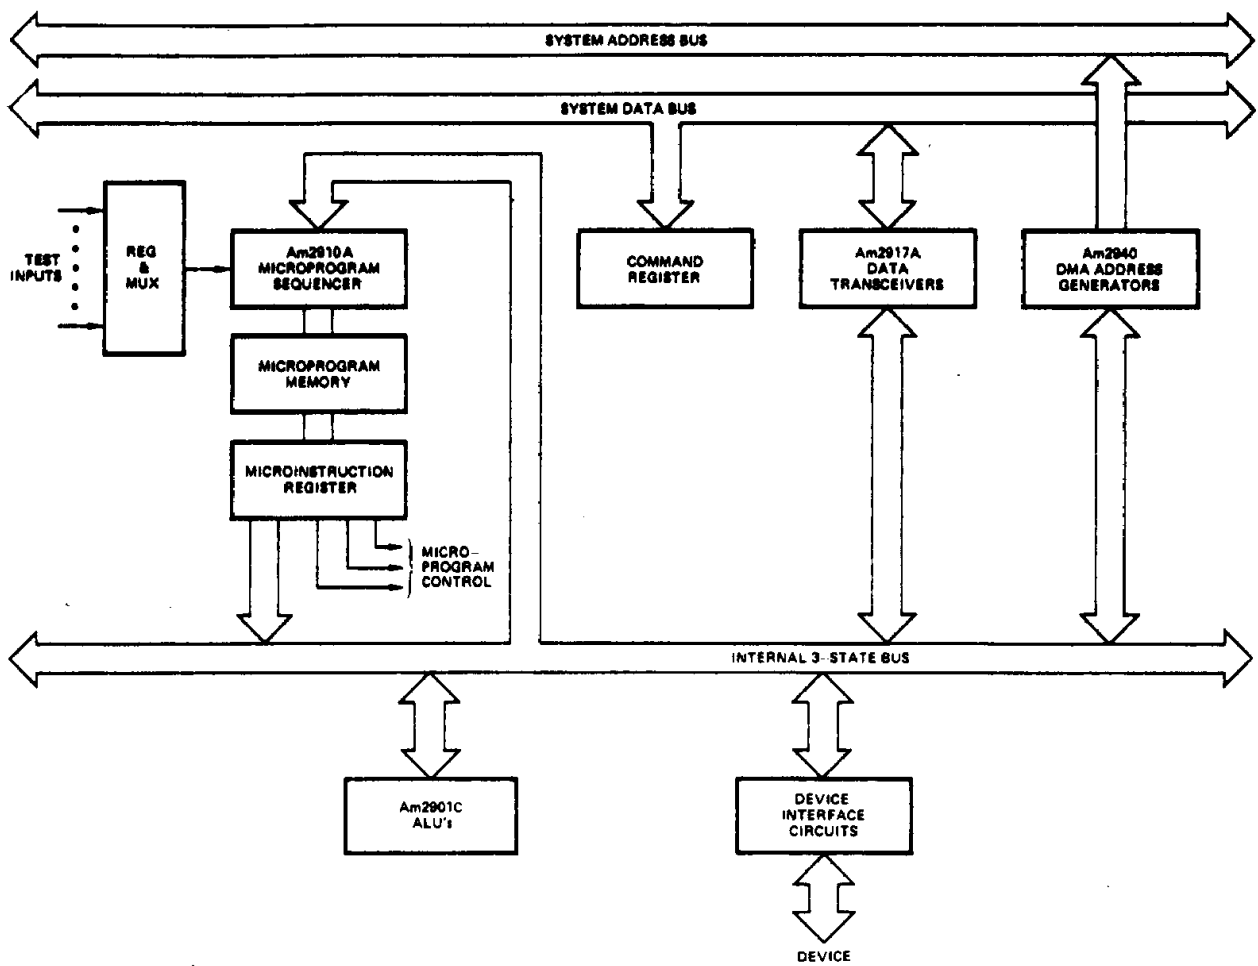 SYSTEM ADDRESS BUS
SYSTEM DATA BUS
TEST
INPUTS
REG
&
MUX
Am2910A
MICROPROGRAM
SEQUENCER
COMMAND
REGISTER
Am2917A
DATA
TRANSCEIVERS
Am2940
DMA ADDRESS
GENERATORS
MICROPROGRAM
MEMORY
MICROINSTRUCTION
REGISTER
MICRO-
PROGRAM
CONTROL
INTERNAL 3-STATE BUS
Am2901C
ALU's
DEVICE
INTERFACE
CIRCUITS
DEVICE